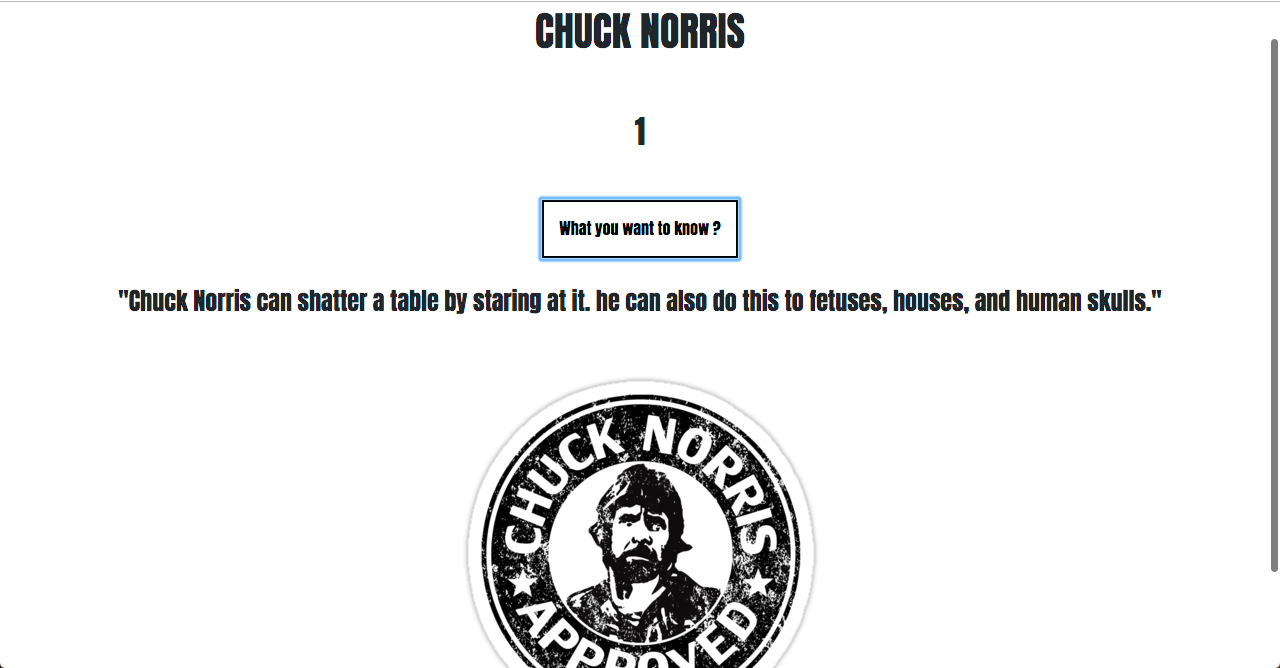 CHUCK NORRIS
1
What you want to know ?
"Chuck Norris can shatter a table by staring at it. he can also do this to fetuses, houses, and human skulls."
CHUCK NORRIS
APPROVED